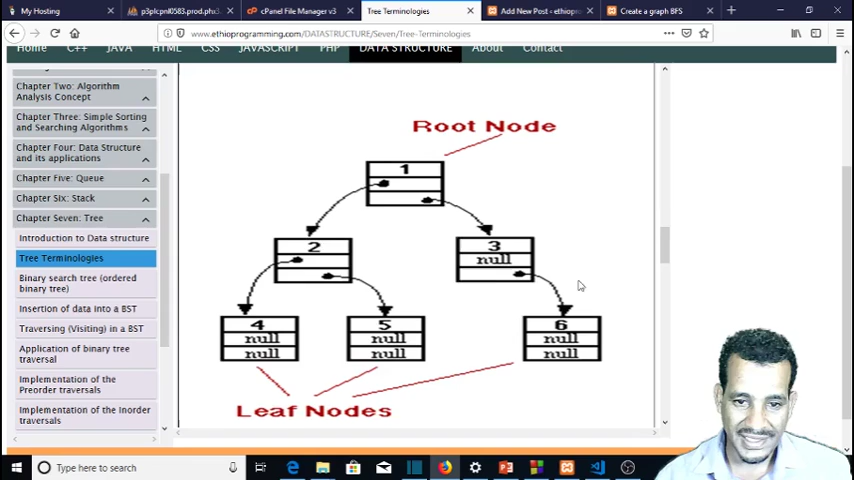 My Hosting
p3plcpnl0583.prod.phx3
cPanel File Manager v3
Tree Terminologies
Add New Post - ethiopro
Create a graph BFS
www.ethioprogramming.com/DATASTRUCTURE/Seven/Tree-Terminologies
Home C++ JAVA HTML CSS JAVASCRIPT PHP DATA STRUCTURE About Contact
Chapter Two: Algorithm
Analysis Concept
Chapter Three: Simple Sorting
and Searching Algorithms
Chapter Four: Data Structure
and its applications
Chapter Five: Queue
Chapter Six: Stack
Chapter Seven: Tree
Introduction to Data structure
Tree Terminologies
Binary search tree (ordered
binary tree)
Insertion of data into a BST
Traversing (Visiting) in a BST
Application of binary tree
traversal
Implementation of the
Preorder traversals
Implementation of the Inorder
traversals
Root Node
1
2
3
null
4
null
null
5
null
null
6
null
null
Leaf Nodes
Type here to search